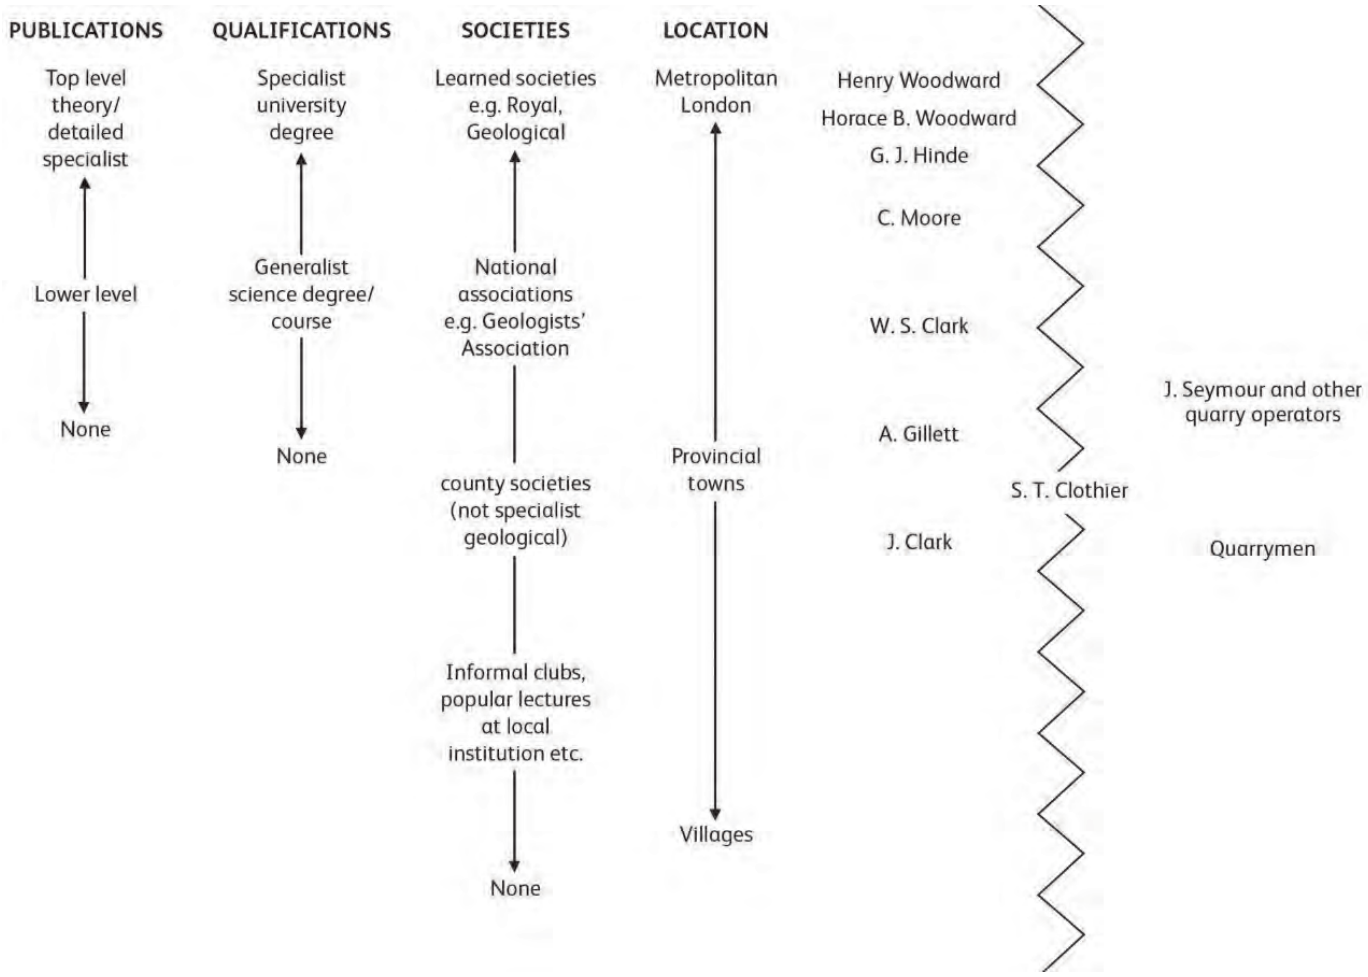 PUBLICATIONS
Top level
theory/
detailed
specialist
Lower level
None
QUALIFICATIONS
Specialist
university
degree
Generalist
science degree/
course
None
SOCIETIES
Learned societies
e.g. Royal,
Geological
National
associations
e.g. Geologists’
Association
county societies
(not specialist
geological)
Informal clubs,
popular lectures
at local
institution etc.
None
LOCATION
Metropolitan
London
Provincial
towns
Villages
Henry Woodward
Horace B. Woodward
G. J. Hinde
C. Moore
W. S. Clark
A. Gillett
S. T. Clothier
J. Clark
J. Seymour and other
quarry operators
Quarrymen